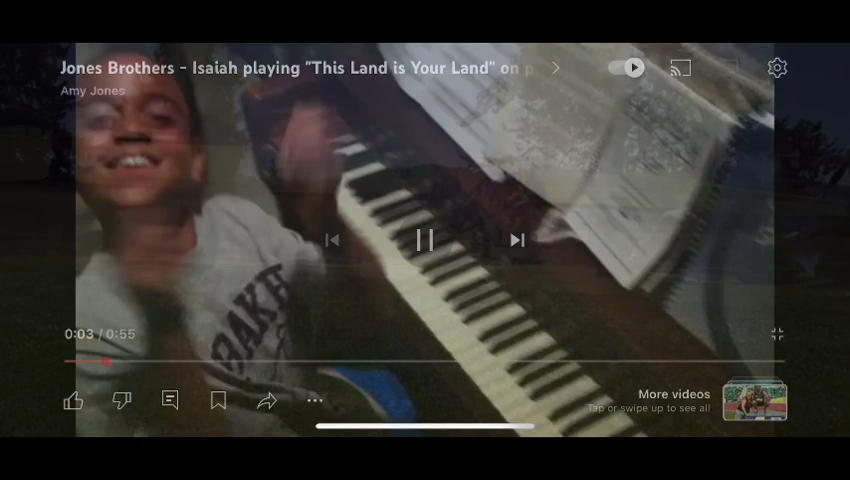 Jones Brothers - Isaiah playing "This Land is Your Land" on p
Amy Jones
BAKE
0:03 / 0:55
More videos
Tap or swipe up to see all